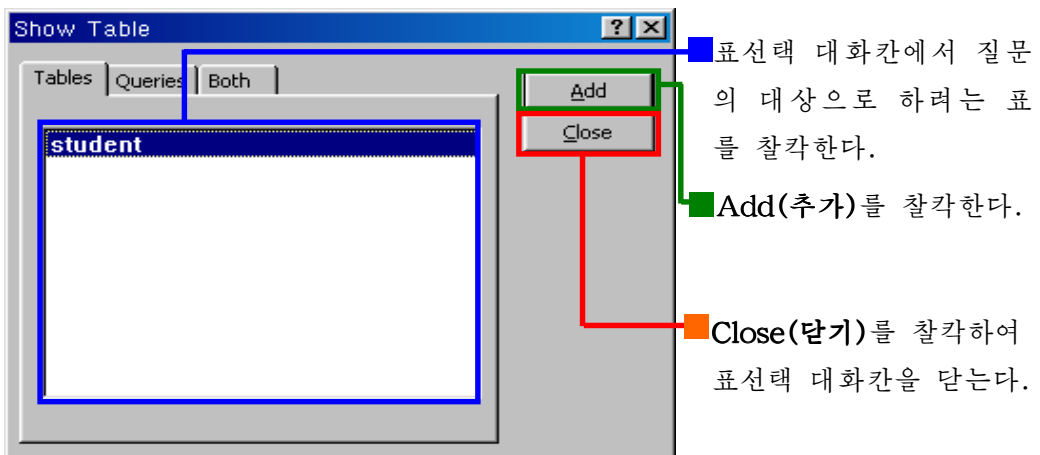 Show Table
Tables Queries Both
student
Add
Close
표선택 대화칸에서 질문
의 대상으로 하려는 표
를 찰칵한다.
Add(추가)를 찰칵한다.
Close(닫기)를 찰칵하여
표선택 대화칸을 닫는다.